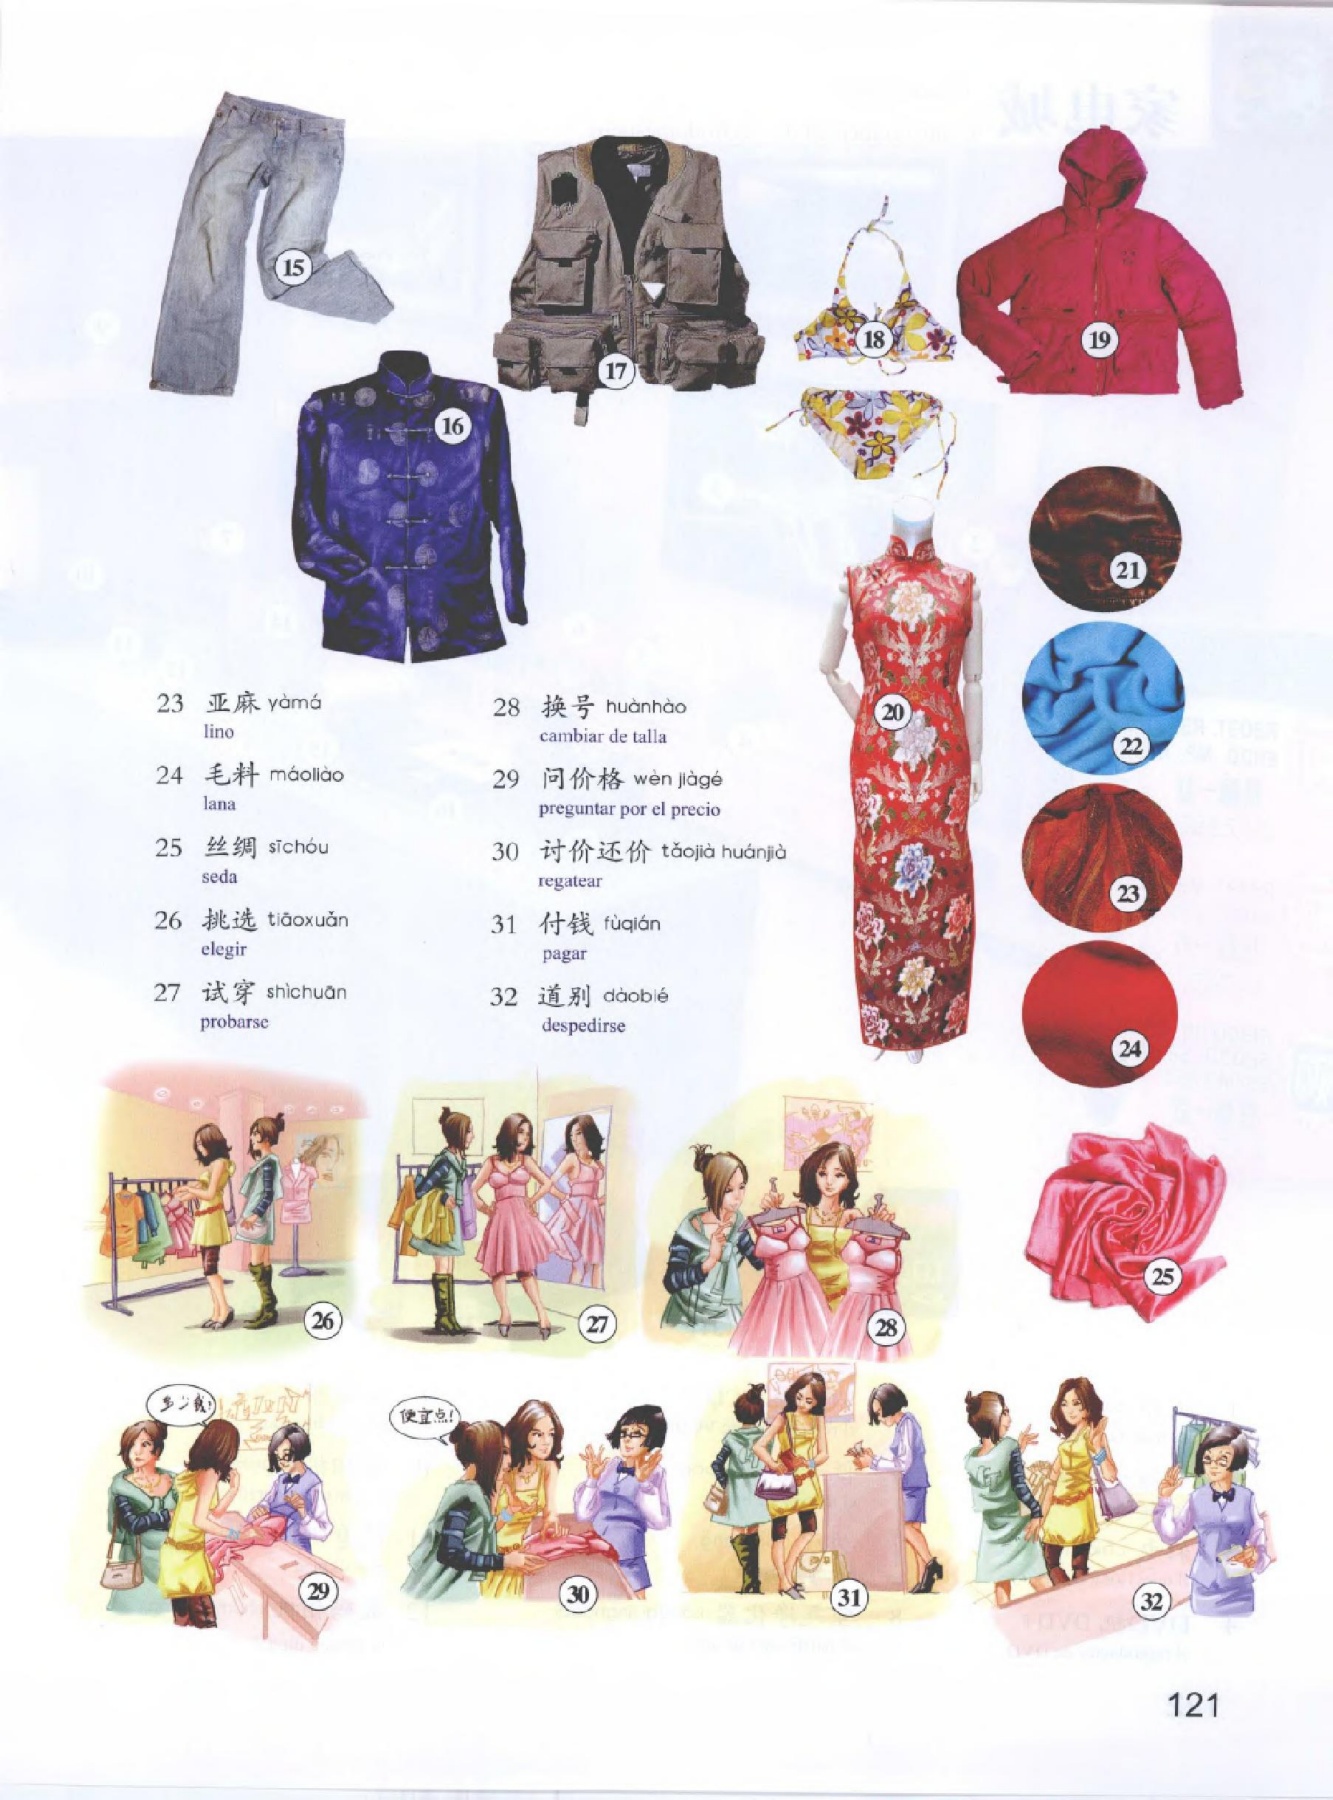 15
16
17
18
19
20
21
22
23
24
25
23 亚麻 yàmá
lino
24 毛料 máoliào
lana
25 丝绸 sīchóu
seda
26 挑选 tiāoxuǎn
elegir
27 试穿 shìchuān
probarse
28 换号 huànhào
cambiar de talla
29 问价格 wèn jiàgé
preguntar por el precio
30 讨价还价 tǎojià huánjià
regatear
31 付钱 fùqián
pagar
32 道别 dàobié
despedirse
26
27
28
多少钱?
29
便宜点!
30
31
32
121